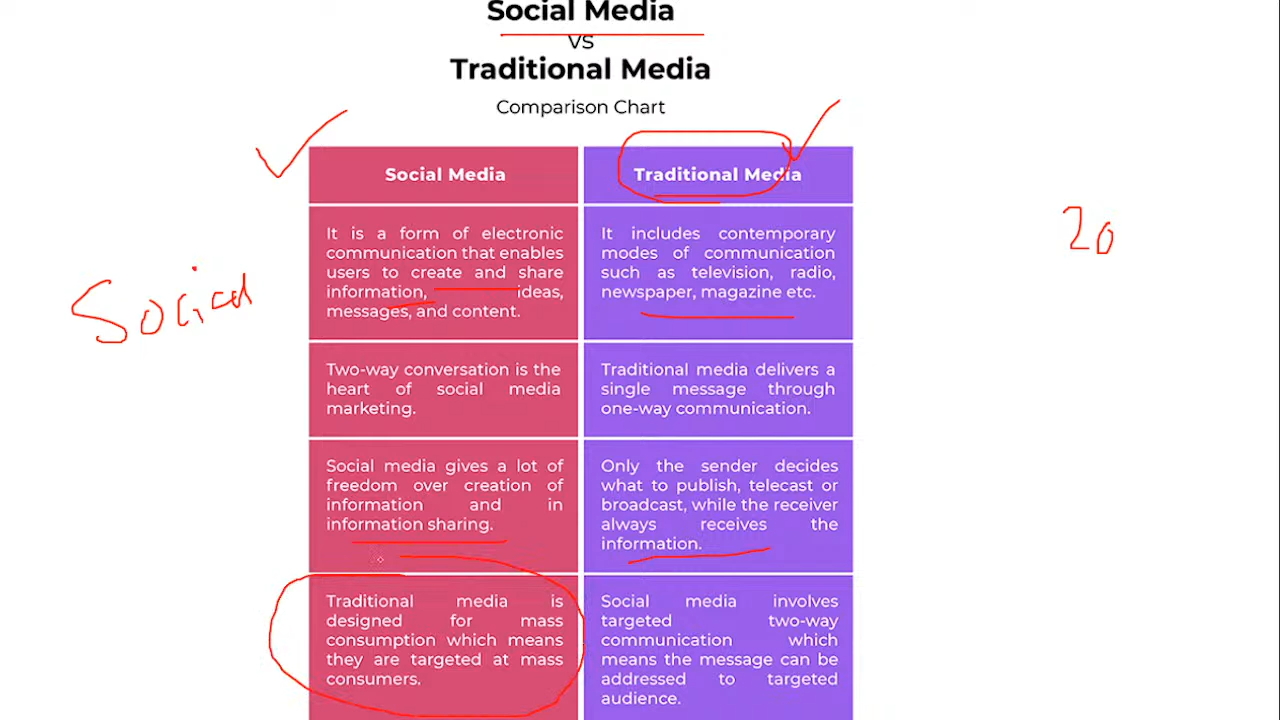 Social Media
VS
Traditional Media
Comparison Chart
Social Media
Traditional Media
It is a form of electronic
communication that enables
users to create and share
information, ideas,
messages, and content.
It includes contemporary
modes of communication
such as television, radio,
newspaper, magazine etc.
20
Social
Two-way conversation is the
heart of social media
marketing.
Traditional media delivers a
single message through
one-way communication.
Social media gives a lot of
freedom over creation of
information and in
information sharing.
Only the sender decides
what to publish, telecast or
broadcast, while the receiver
always receives the
information.
Traditional media is
designed for mass
consumption which means
they are targeted at mass
consumers.
Social media involves
targeted two-way
communication which
means the message can be
addressed to targeted
audience.